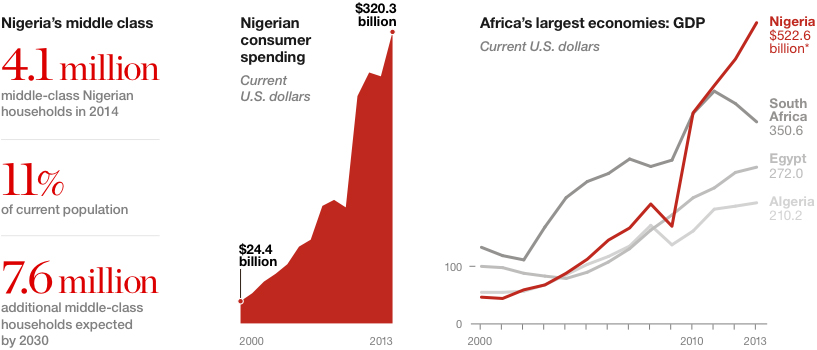 Nigeria's middle class
4.1 million
middle-class Nigerian
households in 2014
11%
of current population
7.6 million
additional middle-class
households expected
by 2030
Nigerian
consumer
spending
Current
U.S. dollars
$320.3
billion
$24.4
billion
2000
2013
Africa's largest economies: GDP
Current U.S. dollars
Nigeria
$522.6
billion*
South
Africa
350.6
Egypt
272.0
Algeria
210.2
100
0
2000
2010
2013